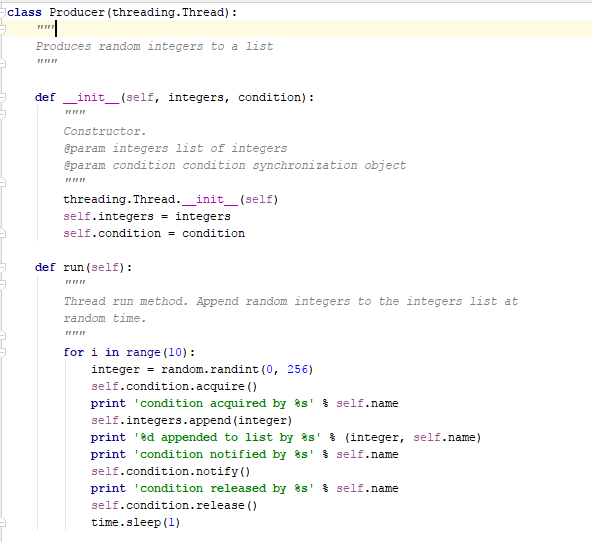 class Producer(threading.Thread):
    """
    Produces random integers to a list
    """

    def __init__(self, integers, condition):
        """
        Constructor.
        @param integers list of integers
        @param condition condition synchronization object
        """
        threading.Thread.__init__(self)
        self.integers = integers
        self.condition = condition

    def run(self):
        """
        Thread run method. Append random integers to the integers list at
        random time.
        """
        for i in range(10):
            integer = random.randint(0, 256)
            self.condition.acquire()
            print 'condition acquired by %s' % self.name
            self.integers.append(integer)
            print '%d appended to list by %s' % (integer, self.name)
            print 'condition notified by %s' % self.name
            self.condition.notify()
            print 'condition released by %s' % self.name
            self.condition.release()
            time.sleep(1)